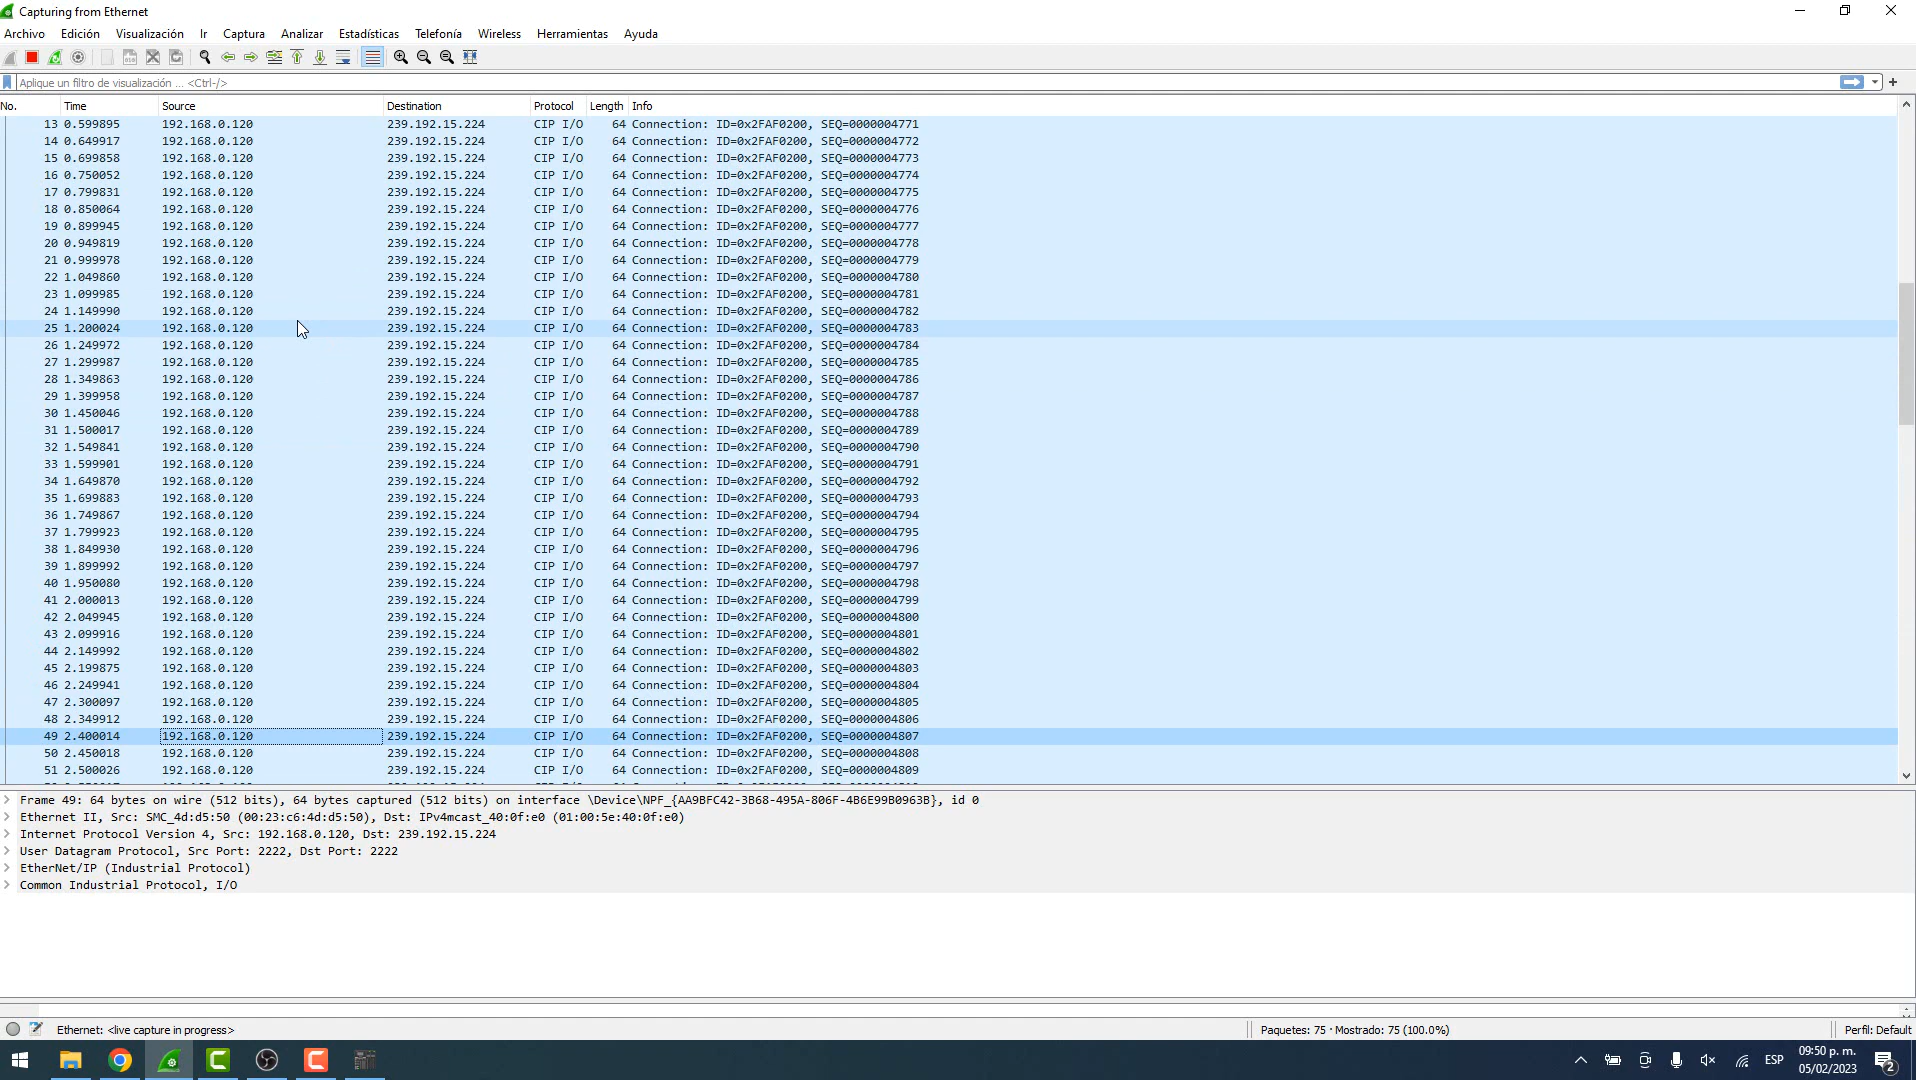 Capturing from Ethernet
Archivo Edición Visualización Ir Captura Analizar Estadísticas Telefonía Wireless Herramientas Ayuda
Aplique un filtro de visualización ... <Ctrl-/>
No. Time Source Destination Protocol Length Info
13 0.599895 192.168.0.120 239.192.15.224 CIP I/O 64 Connection: ID=0x2FAF0200, SEQ=0000004771
14 0.649917 192.168.0.120 239.192.15.224 CIP I/O 64 Connection: ID=0x2FAF0200, SEQ=0000004772
15 0.699858 192.168.0.120 239.192.15.224 CIP I/O 64 Connection: ID=0x2FAF0200, SEQ=0000004773
16 0.750052 192.168.0.120 239.192.15.224 CIP I/O 64 Connection: ID=0x2FAF0200, SEQ=0000004774
17 0.799831 192.168.0.120 239.192.15.224 CIP I/O 64 Connection: ID=0x2FAF0200, SEQ=0000004775
18 0.850064 192.168.0.120 239.192.15.224 CIP I/O 64 Connection: ID=0x2FAF0200, SEQ=0000004776
19 0.899945 192.168.0.120 239.192.15.224 CIP I/O 64 Connection: ID=0x2FAF0200, SEQ=0000004777
20 0.949819 192.168.0.120 239.192.15.224 CIP I/O 64 Connection: ID=0x2FAF0200, SEQ=0000004778
21 0.999978 192.168.0.120 239.192.15.224 CIP I/O 64 Connection: ID=0x2FAF0200, SEQ=0000004779
22 1.049860 192.168.0.120 239.192.15.224 CIP I/O 64 Connection: ID=0x2FAF0200, SEQ=0000004780
23 1.099985 192.168.0.120 239.192.15.224 CIP I/O 64 Connection: ID=0x2FAF0200, SEQ=0000004781
24 1.149990 192.168.0.120 239.192.15.224 CIP I/O 64 Connection: ID=0x2FAF0200, SEQ=0000004782
25 1.200024 192.168.0.120 239.192.15.224 CIP I/O 64 Connection: ID=0x2FAF0200, SEQ=0000004783
26 1.249972 192.168.0.120 239.192.15.224 CIP I/O 64 Connection: ID=0x2FAF0200, SEQ=0000004784
27 1.299987 192.168.0.120 239.192.15.224 CIP I/O 64 Connection: ID=0x2FAF0200, SEQ=0000004785
28 1.349863 192.168.0.120 239.192.15.224 CIP I/O 64 Connection: ID=0x2FAF0200, SEQ=0000004786
29 1.399958 192.168.0.120 239.192.15.224 CIP I/O 64 Connection: ID=0x2FAF0200, SEQ=0000004787
30 1.450046 192.168.0.120 239.192.15.224 CIP I/O 64 Connection: ID=0x2FAF0200, SEQ=0000004788
31 1.500017 192.168.0.120 239.192.15.224 CIP I/O 64 Connection: ID=0x2FAF0200, SEQ=0000004789
32 1.549841 192.168.0.120 239.192.15.224 CIP I/O 64 Connection: ID=0x2FAF0200, SEQ=0000004790
33 1.599901 192.168.0.120 239.192.15.224 CIP I/O 64 Connection: ID=0x2FAF0200, SEQ=0000004791
34 1.649870 192.168.0.120 239.192.15.224 CIP I/O 64 Connection: ID=0x2FAF0200, SEQ=0000004792
35 1.699883 192.168.0.120 239.192.15.224 CIP I/O 64 Connection: ID=0x2FAF0200, SEQ=0000004793
36 1.749867 192.168.0.120 239.192.15.224 CIP I/O 64 Connection: ID=0x2FAF0200, SEQ=0000004794
37 1.799923 192.168.0.120 239.192.15.224 CIP I/O 64 Connection: ID=0x2FAF0200, SEQ=0000004795
38 1.849930 192.168.0.120 239.192.15.224 CIP I/O 64 Connection: ID=0x2FAF0200, SEQ=0000004796
39 1.899992 192.168.0.120 239.192.15.224 CIP I/O 64 Connection: ID=0x2FAF0200, SEQ=0000004797
40 1.950080 192.168.0.120 239.192.15.224 CIP I/O 64 Connection: ID=0x2FAF0200, SEQ=0000004798
41 2.000013 192.168.0.120 239.192.15.224 CIP I/O 64 Connection: ID=0x2FAF0200, SEQ=0000004799
42 2.049945 192.168.0.120 239.192.15.224 CIP I/O 64 Connection: ID=0x2FAF0200, SEQ=0000004800
43 2.099916 192.168.0.120 239.192.15.224 CIP I/O 64 Connection: ID=0x2FAF0200, SEQ=0000004801
44 2.149992 192.168.0.120 239.192.15.224 CIP I/O 64 Connection: ID=0x2FAF0200, SEQ=0000004802
45 2.199875 192.168.0.120 239.192.15.224 CIP I/O 64 Connection: ID=0x2FAF0200, SEQ=0000004803
46 2.249941 192.168.0.120 239.192.15.224 CIP I/O 64 Connection: ID=0x2FAF0200, SEQ=0000004804
47 2.300097 192.168.0.120 239.192.15.224 CIP I/O 64 Connection: ID=0x2FAF0200, SEQ=0000004805
48 2.349912 192.168.0.120 239.192.15.224 CIP I/O 64 Connection: ID=0x2FAF0200, SEQ=0000004806
49 2.400014 192.168.0.120 239.192.15.224 CIP I/O 64 Connection: ID=0x2FAF0200, SEQ=0000004807
50 2.450018 192.168.0.120 239.192.15.224 CIP I/O 64 Connection: ID=0x2FAF0200, SEQ=0000004808
51 2.500026 192.168.0.120 239.192.15.224 CIP I/O 64 Connection: ID=0x2FAF0200, SEQ=0000004809
Frame 49: 64 bytes on wire (512 bits), 64 bytes captured (512 bits) on interface \Device\NPF_{AA9BFC42-3B68-495A-806F-4B6E99B0963B}, id 0
Ethernet II, Src: SMC_4d:d5:50 (00:23:c6:4d:d5:50), Dst: IPv4mcast_40:0f:e0 (01:00:5e:40:0f:e0)
Internet Protocol Version 4, Src: 192.168.0.120, Dst: 239.192.15.224
User Datagram Protocol, Src Port: 2222, Dst Port: 2222
EtherNet/IP (Industrial Protocol)
Common Industrial Protocol, I/O
Ethernet: <live capture in progress> Paquetes: 75 · Mostrado: 75 (100.0%) Perfil: Default
ESP 09:50 p. m.
05/02/2023
2